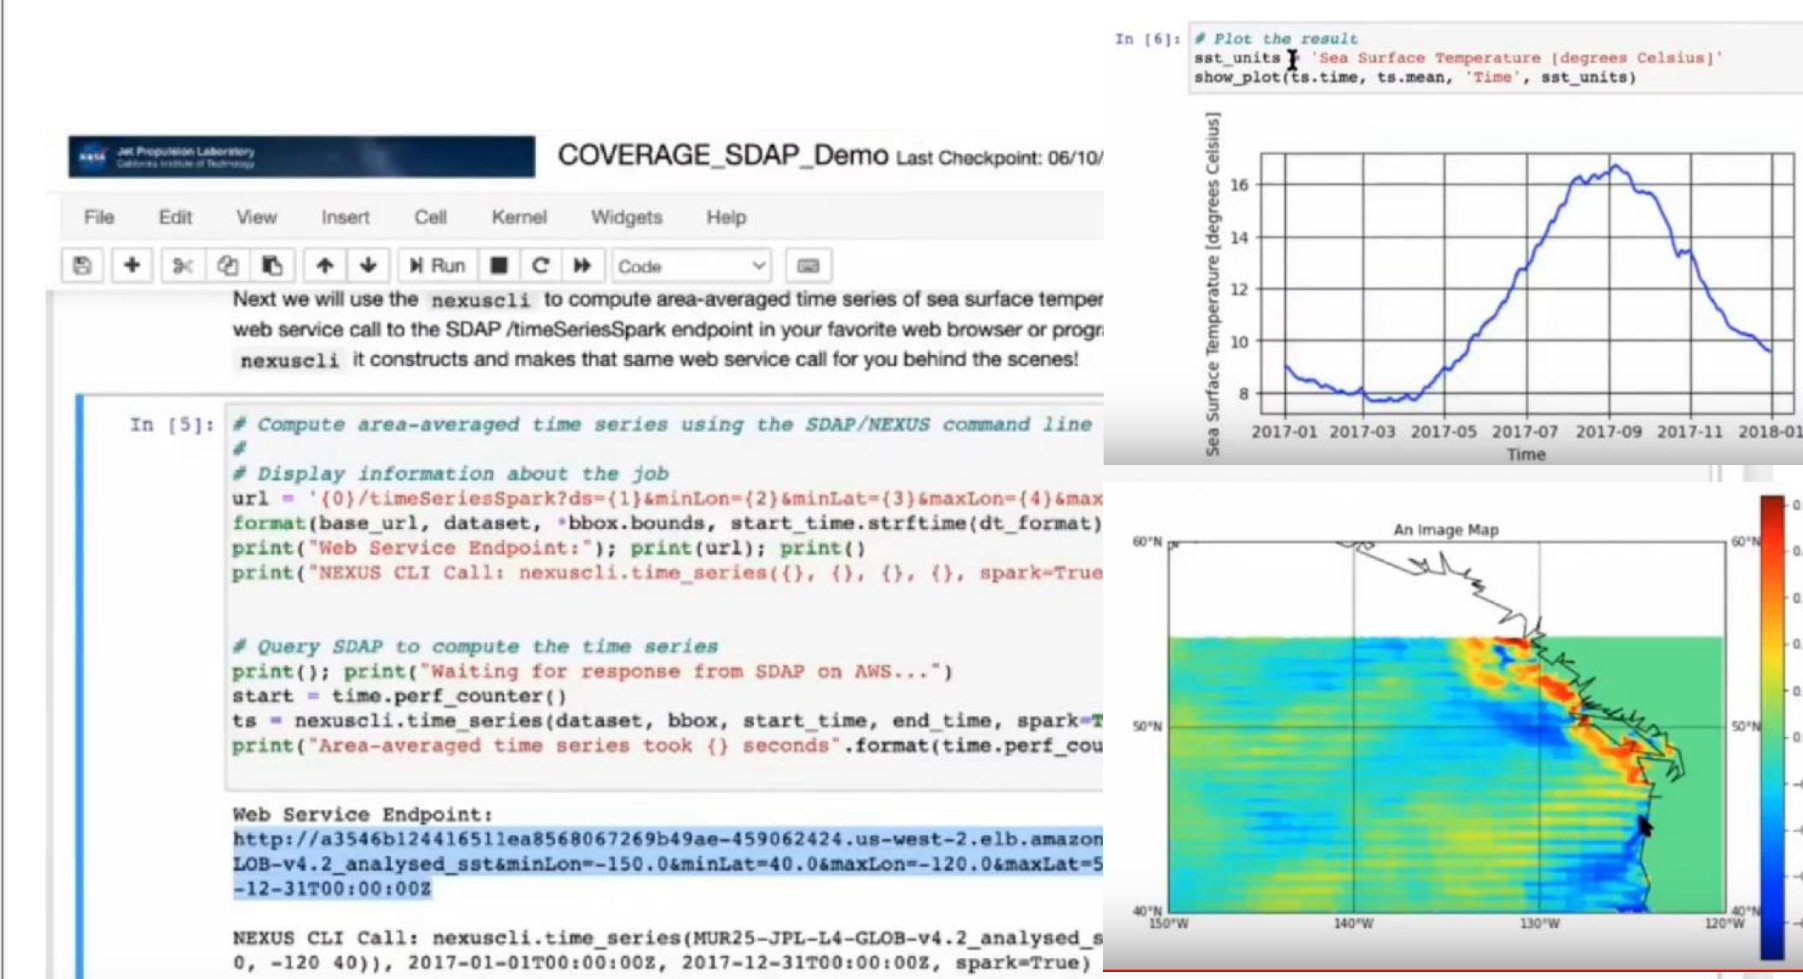 NASA Jet Propulsion Laboratory
California Institute of Technology
COVERAGE_SDAP_Demo Last Checkpoint: 06/10/
File Edit View Insert Cell Kernel Widgets Help
Run Code
Next we will use the nexuscli to compute area-averaged time series of sea surface temper
web service call to the SDAP /timeSeriesSpark endpoint in your favorite web browser or progr
nexuscli it constructs and makes that same web service call for you behind the scenes!
In [5]: # Compute area-averaged time series using the SDAP/NEXUS command line
#
# Display information about the job
url = '{0}/timeSeriesSpark?ds={1}&minLon={2}&minLat={3}&maxLon={4}&max
format(base_url, dataset, *bbox.bounds, start_time.strftime(dt_format)
print("Web Service Endpoint:"); print(url); print()
print("NEXUS CLI Call: nexuscli.time_series({}, {}, {}, {}, spark=True
# Query SDAP to compute the time series
print(); print("Waiting for response from SDAP on AWS...")
start = time.perf_counter()
ts = nexuscli.time_series(dataset, bbox, start_time, end_time, spark=T
print("Area-averaged time series took {} seconds".format(time.perf_cou
Web Service Endpoint:
http://a3546b124416511ea8568067269b49ae-459062424.us-west-2.elb.amazon
LOB-v4.2_analysed_sst&minLon=-150.0&minLat=40.0&maxLon=-120.0&maxLat=5
-12-31T00:00:00Z
NEXUS CLI Call: nexuscli.time_series(MUR25-JPL-L4-GLOB-v4.2_analysed_s
0, -120 40)), 2017-01-01T00:00:00Z, 2017-12-31T00:00:00Z, spark=True)
In [6]: # Plot the result
sst_units = 'Sea Surface Temperature [degrees Celsius]'
show_plot(ts.time, ts.mean, 'Time', sst_units)
Sea Surface Temperature [degrees Celsius]
16
14
12
10
8
2017-01 2017-03 2017-05 2017-07 2017-09 2017-11 2018-01
Time
An Image Map
60°N 60°N
50°N 50°N
40°N 40°N
150°W 140°W 130°W 120°W